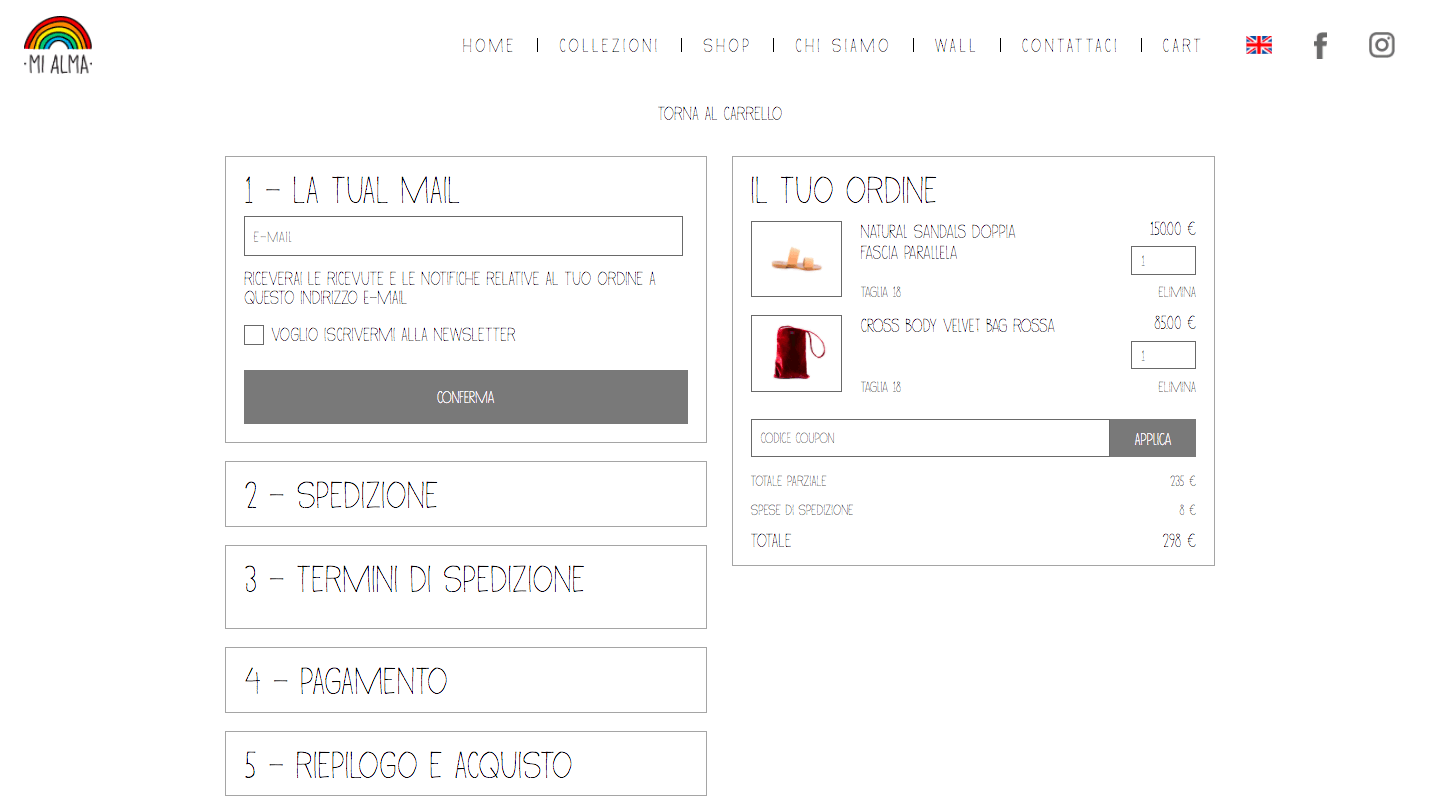 ·MI ALMA·
HOME | COLLEZIONI | SHOP | CHI SIAMO | WALL | CONTATTACI | CART
TORNA AL CARRELLO
1 - LA TUAL MAIL
E-MAIL
RICEVERAI LE RICEVUTE E LE NOTIFICHE RELATIVE AL TUO ORDINE A
QUESTO INDIRIZZO E-MAIL
VOGLIO ISCRIVERMI ALLA NEWSLETTER
CONFERMA
2 - SPEDIZIONE
3 - TERMINI DI SPEDIZIONE
4 - PAGAMENTO
5 - RIEPILOGO E ACQUISTO
IL TUO ORDINE
NATURAL SANDALS DOPPIA
FASCIA PARALLELA
150.00 €
1
TAGLIA 18
ELIMINA
CROSS BODY VELVET BAG ROSSA
85.00 €
1
TAGLIA 18
ELIMINA
CODICE COUPON
APPLICA
TOTALE PARZIALE 235 €
SPESE DI SPEDIZIONE 8 €
TOTALE 298 €